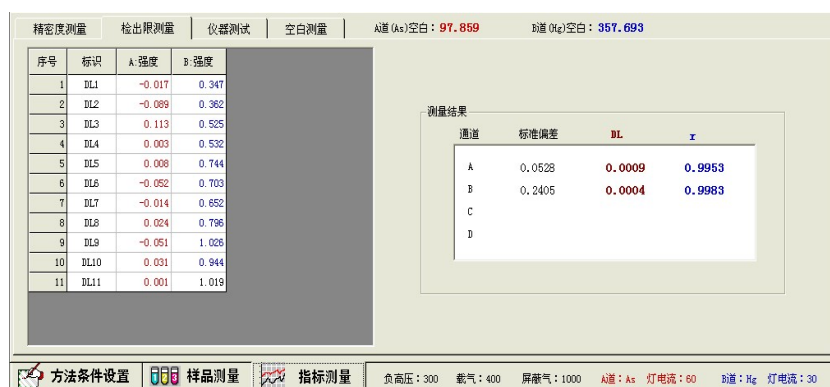 精密度测量 检出限测量 仪器测试 空白测量 A道(As)空白：97.859 B道(Hg)空白：357.693
序号 标识 A:强度 B:强度
1 DL1 -0.017 0.347
2 DL2 -0.089 0.362
3 DL3 0.113 0.525
4 DL4 0.003 0.532
5 DL5 0.008 0.744
6 DL6 -0.052 0.703
7 DL7 -0.014 0.652
8 DL8 0.024 0.796
9 DL9 -0.051 1.026
10 DL10 0.031 0.944
11 DL11 0.001 1.019
测量结果
通道 标准偏差 DL r
A 0.0528 0.0009 0.9953
B 0.2405 0.0004 0.9983
C
D
方法条件设置 样品测量 指标测量 负高压：300 载气：400 屏蔽气：1000 A道：As 灯电流：60 B道：Hg 灯电流：30